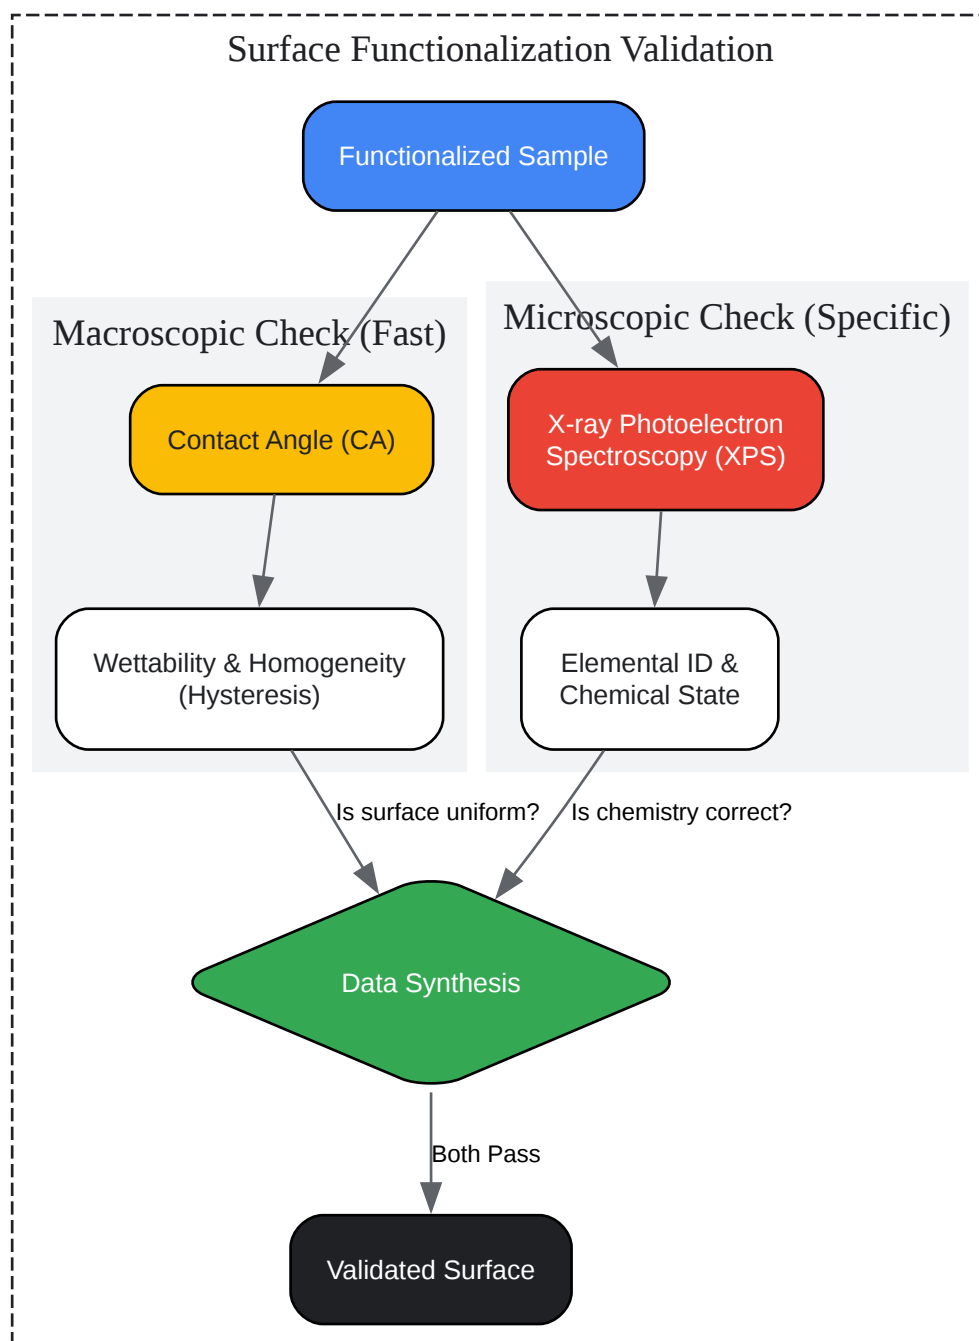 Surface Functionalization Validation
Functionalized Sample
Macroscopic Check (Fast)
Microscopic Check (Specific)
Contact Angle (CA)
X-ray Photoelectron
Spectroscopy (XPS)
Wettability & Homogeneity
(Hysteresis)
Elemental ID &
Chemical State
Is surface uniform?
Is chemistry correct?
Data Synthesis
Both Pass
Validated Surface